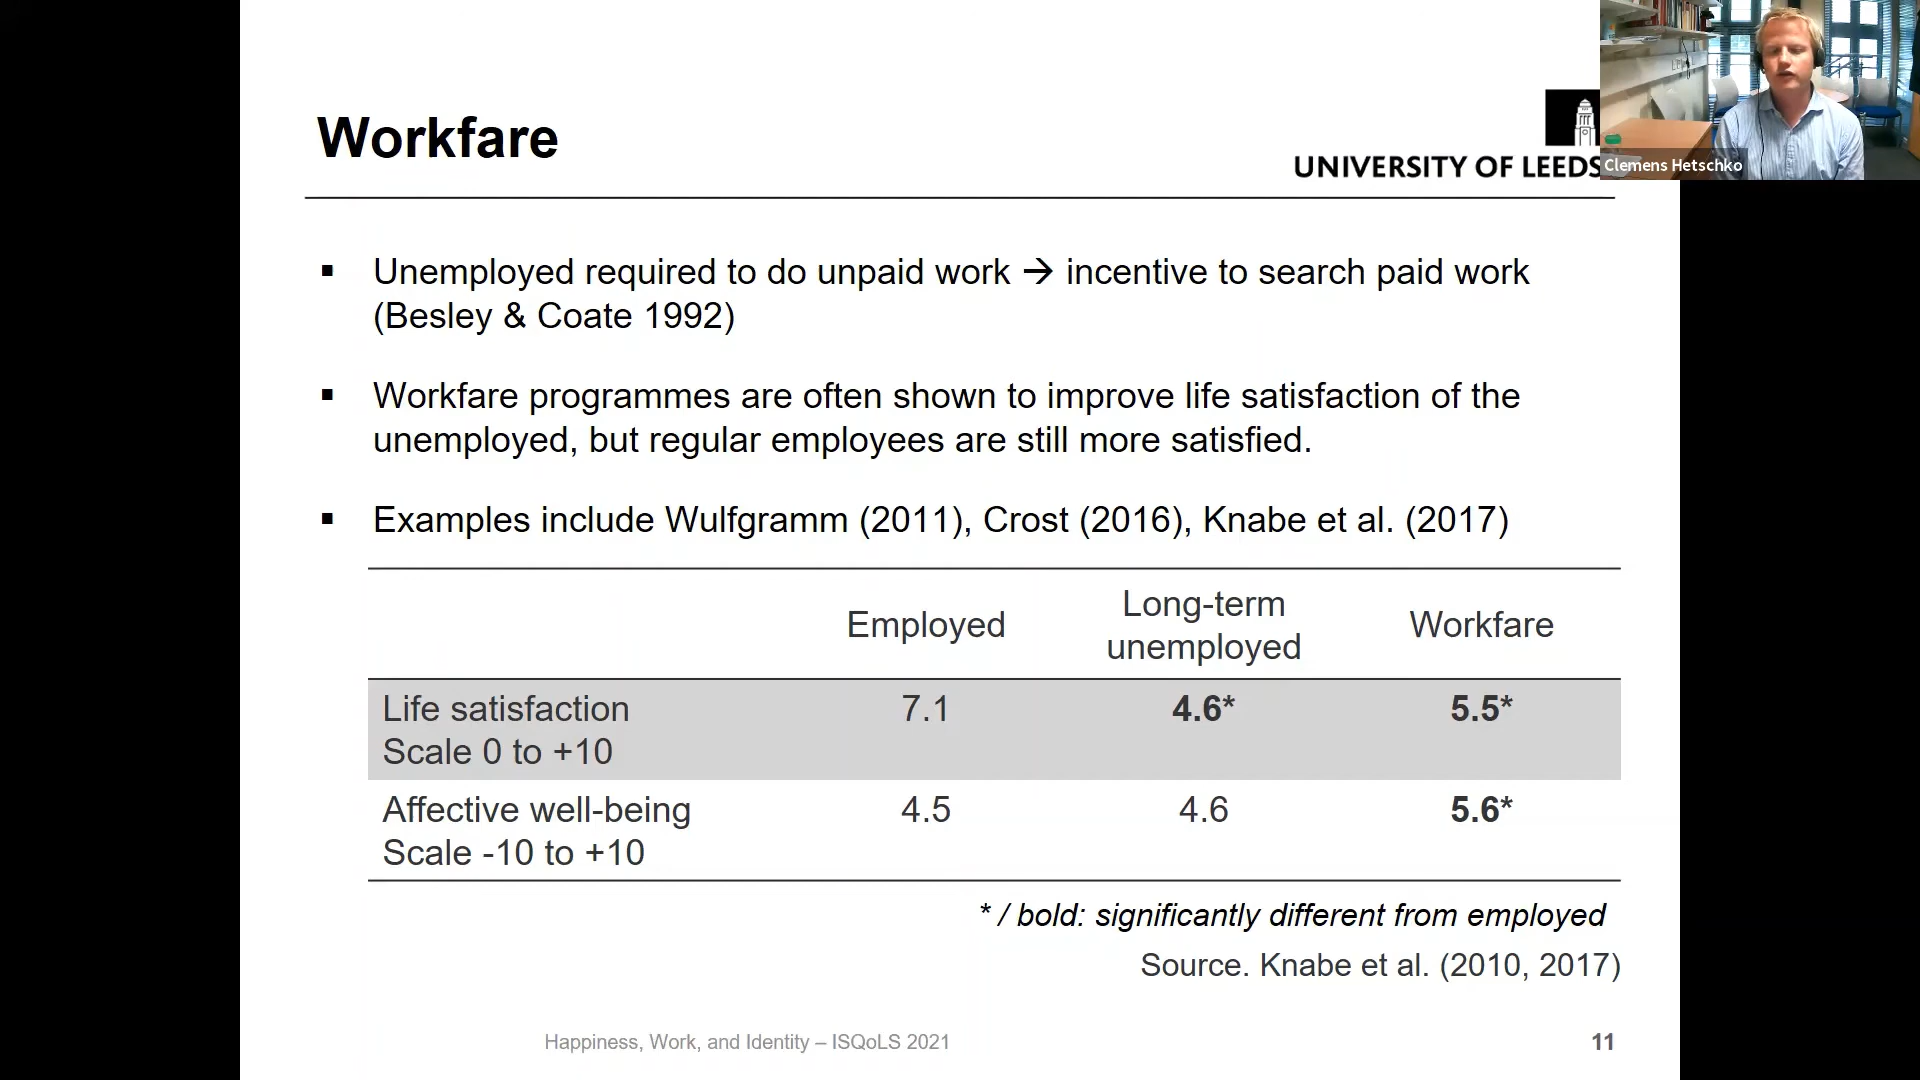 Workfare
UNIVERSITY OF LEEDS
Clemens Hetschko
▪ Unemployed required to do unpaid work → incentive to search paid work
(Besley & Coate 1992)
▪ Workfare programmes are often shown to improve life satisfaction of the
unemployed, but regular employees are still more satisfied.
▪ Examples include Wulfgramm (2011), Crost (2016), Knabe et al. (2017)
Employed Long-term unemployed Workfare
Life satisfaction 7.1 4.6* 5.5*
Scale 0 to +10
Affective well-being 4.5 4.6 5.6*
Scale -10 to +10
* / bold: significantly different from employed
Source. Knabe et al. (2010, 2017)
Happiness, Work, and Identity – ISQoLS 2021 11